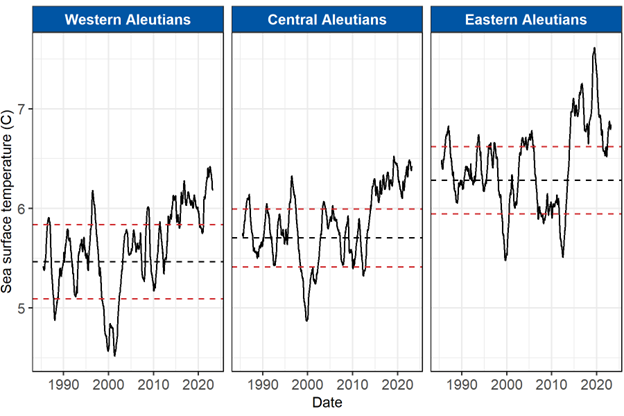 Western Aleutians Central Aleutians Eastern Aleutians
Sea surface temperature (C)
7
6
5
1990 2000 2010 2020 1990 2000 2010 2020 1990 2000 2010 2020
Date